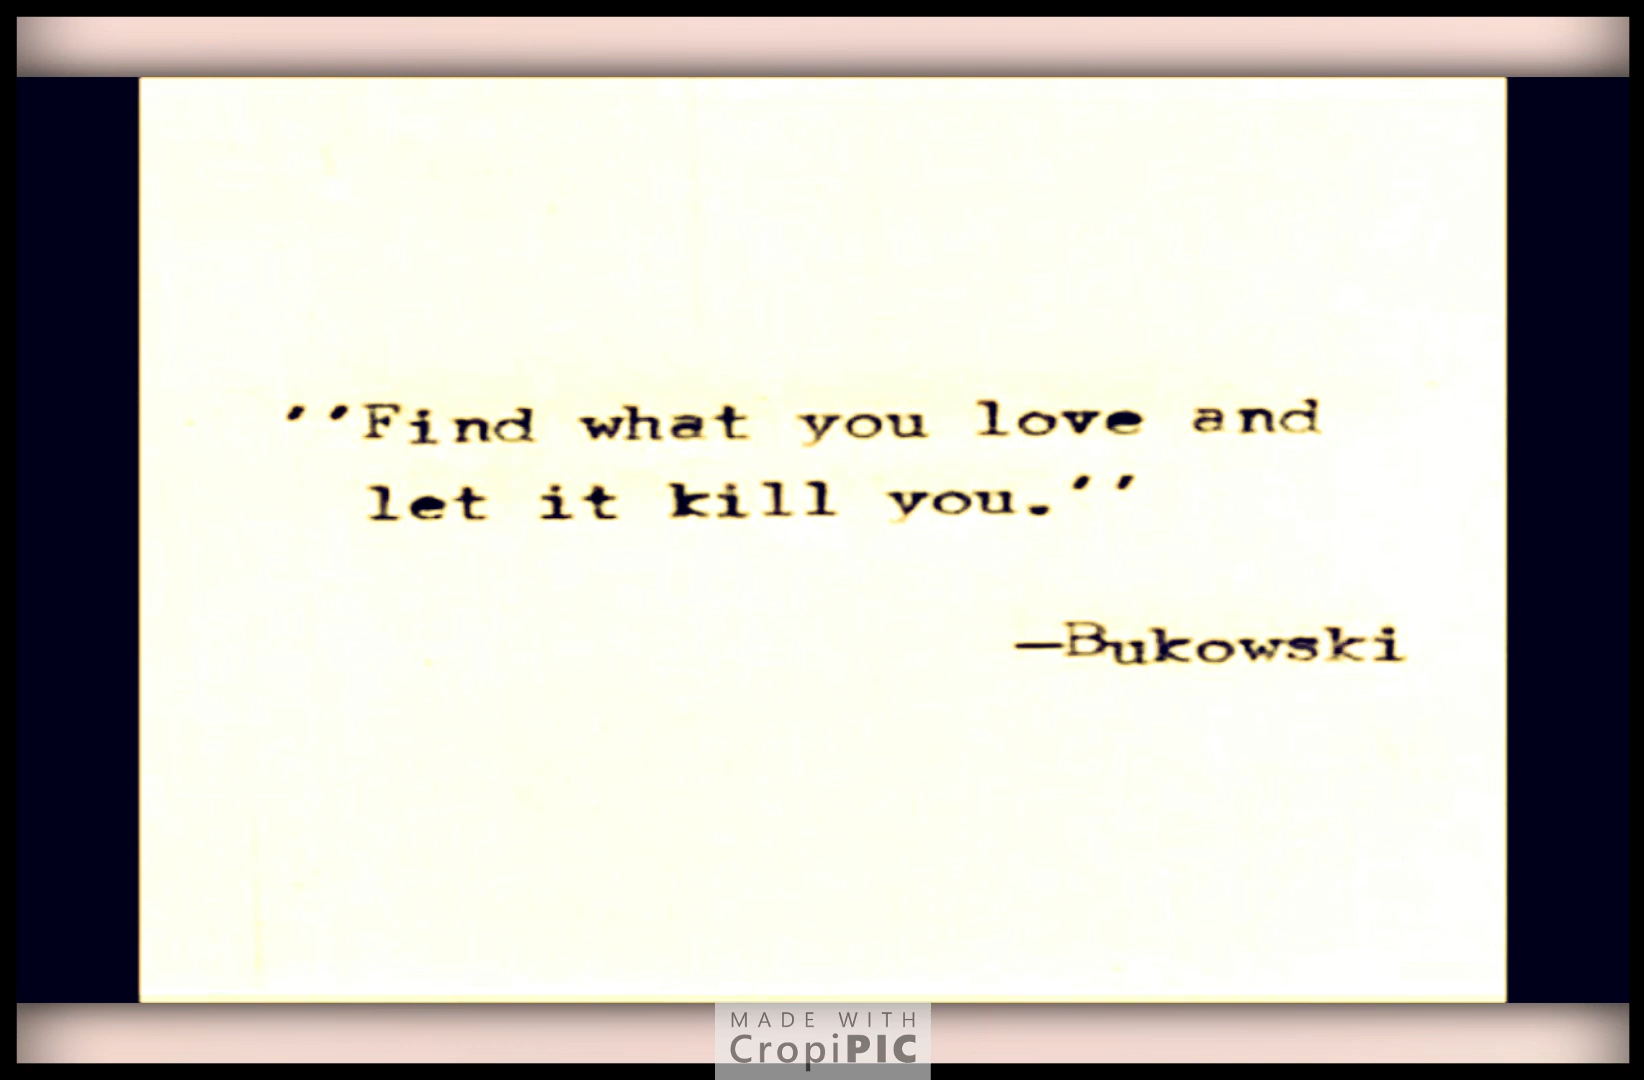 ''Find what you love and
let it kill you.''
—Bukowski
MADE WITH
CropiPIC